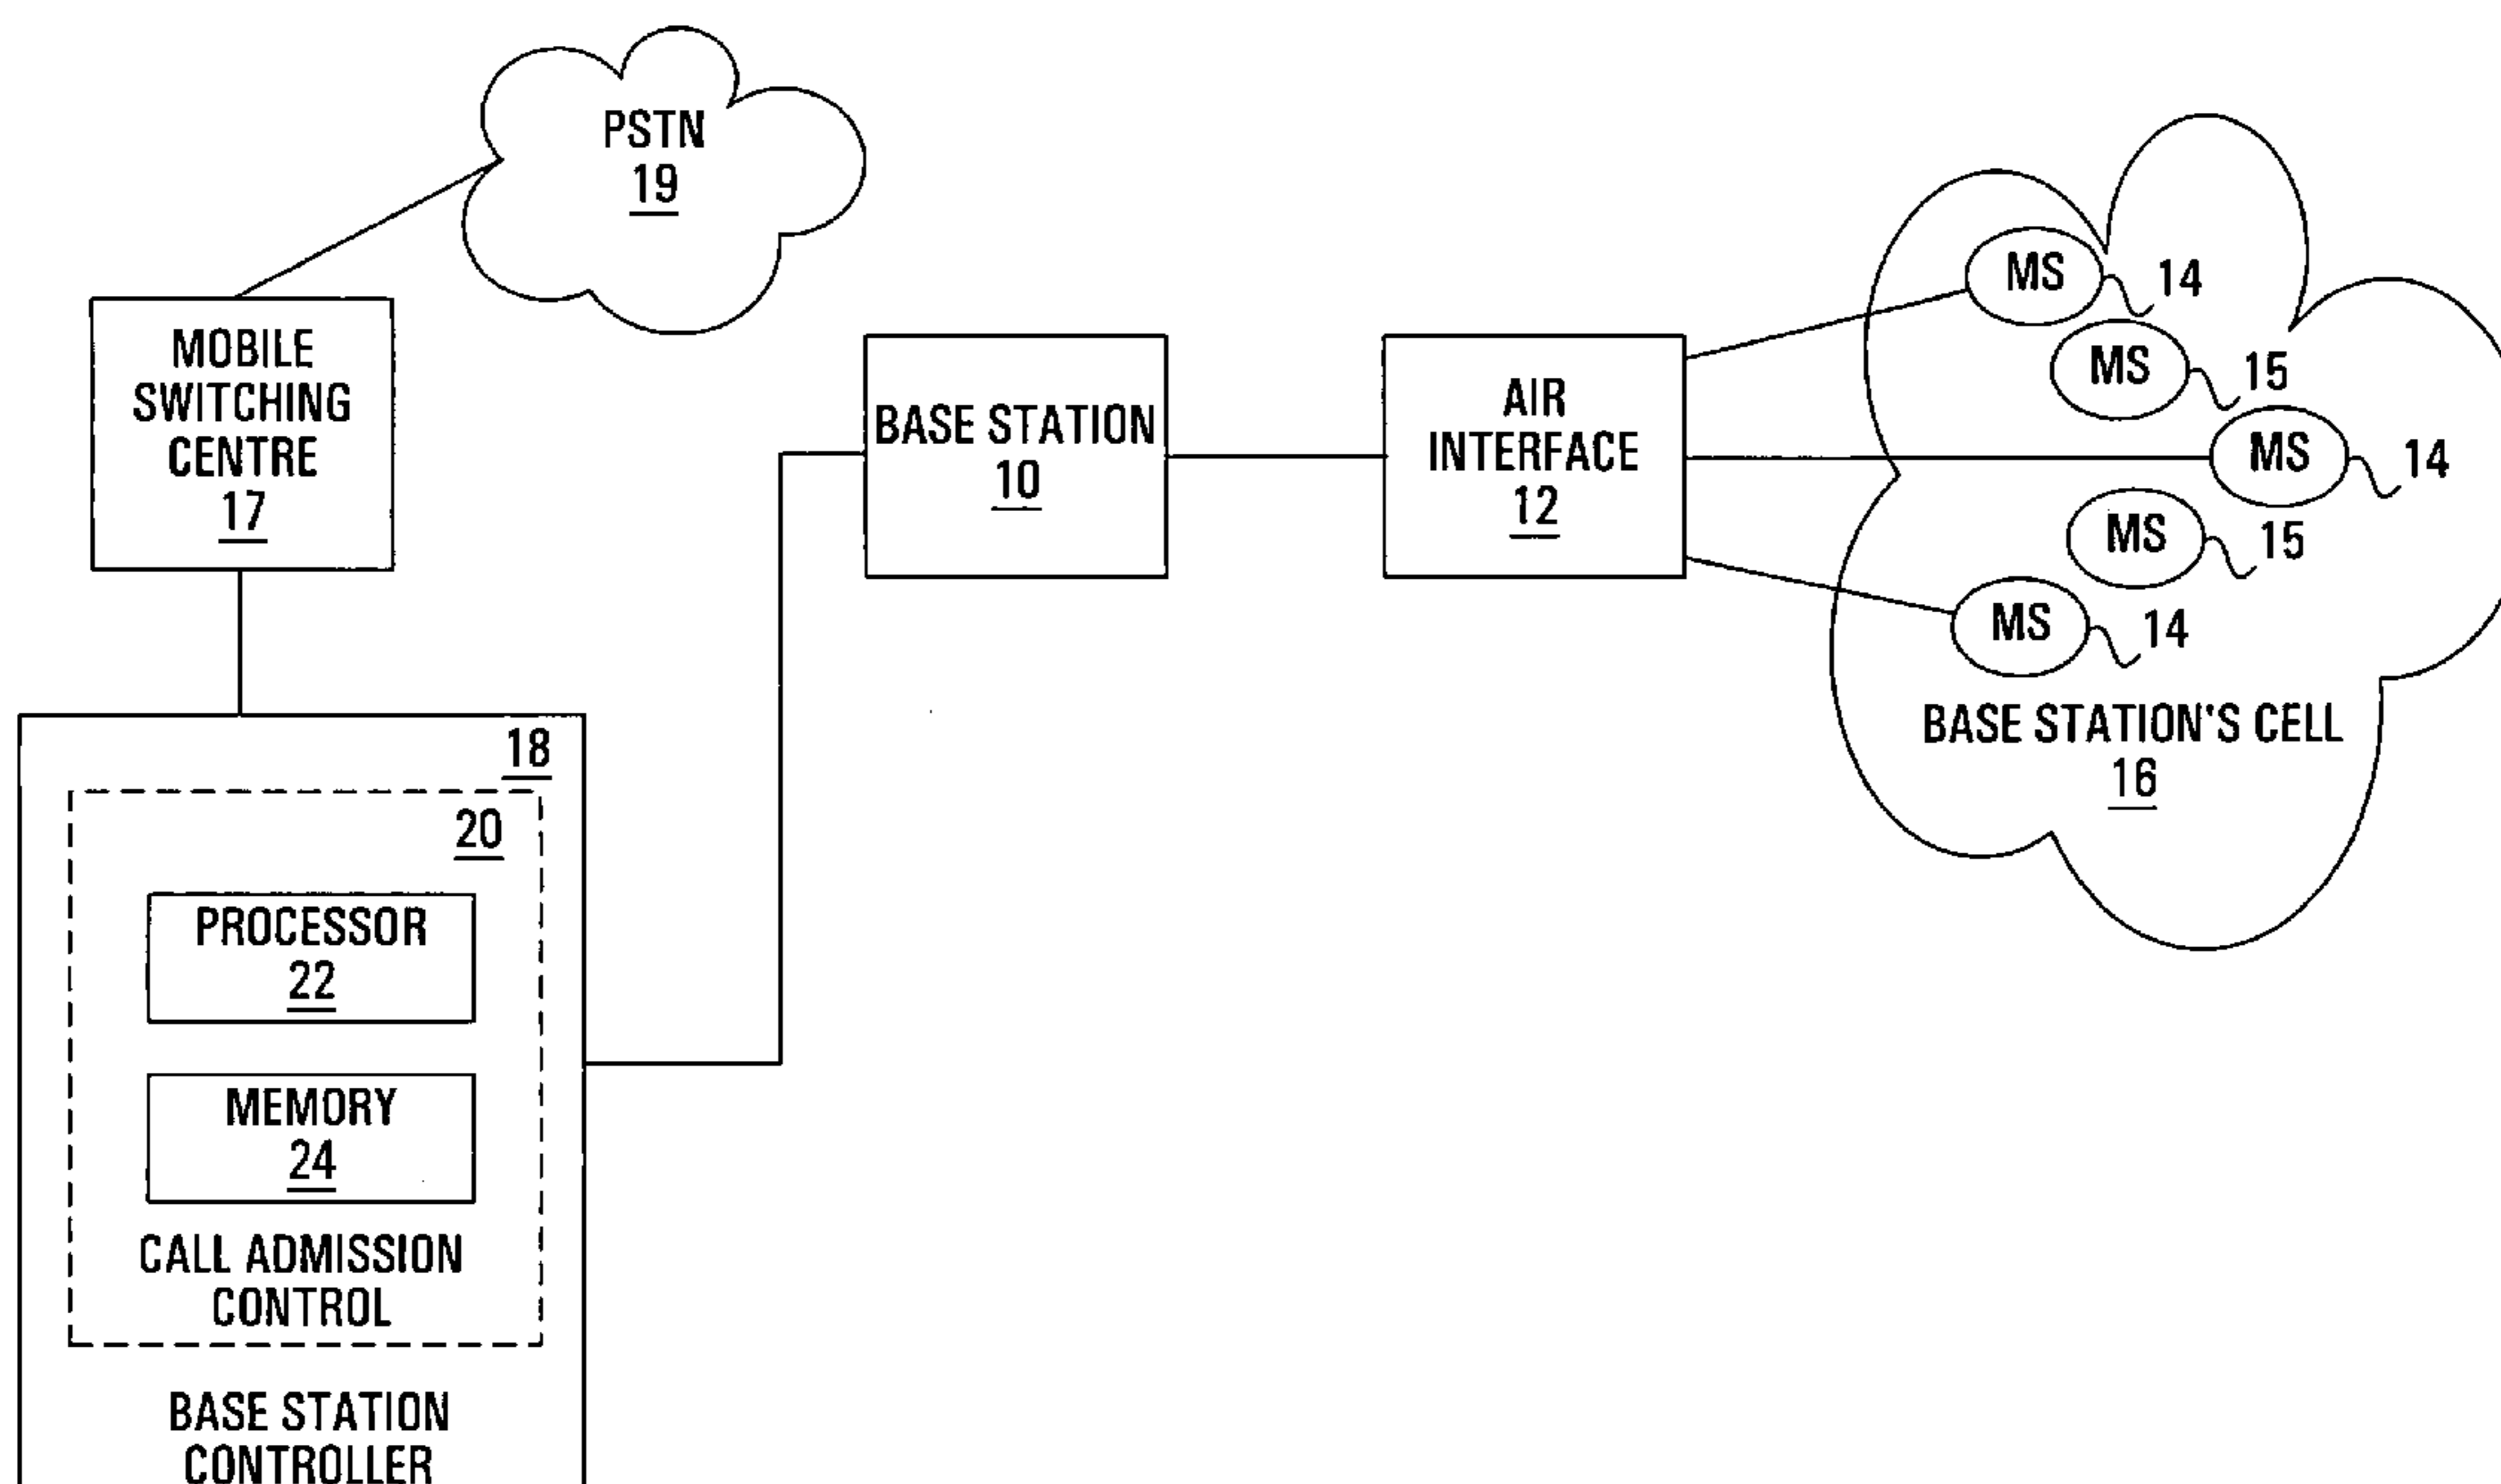 PSTN
19
MOBILE
SWITCHING
CENTRE
17
BASE STATION
10
AIR
INTERFACE
12
MS
14
MS
15
MS
14
MS
15
MS
14
BASE STATION'S CELL
16
18
20
PROCESSOR
22
MEMORY
24
CALL ADMISSION
CONTROL
BASE STATION
CONTROLLER